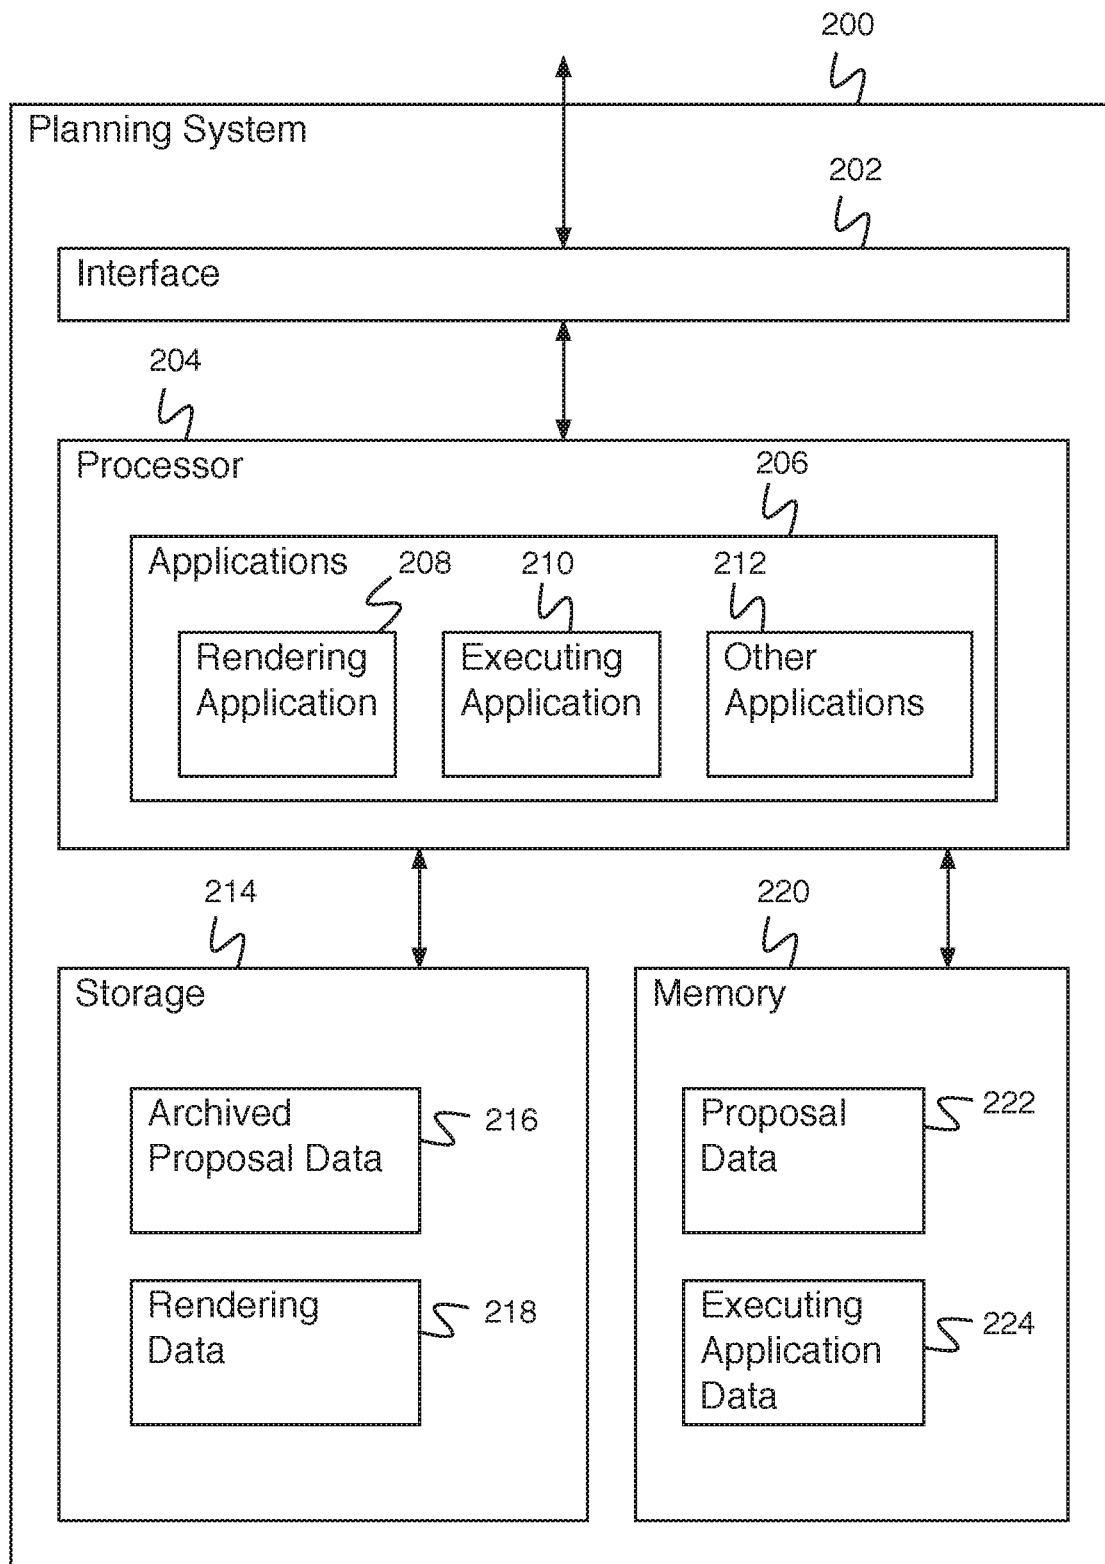 200
Planning System
202
Interface
204
Processor
206
Applications
208
210
212
Rendering
Application
Executing
Application
Other
Applications
214
220
Storage
Memory
Archived
Proposal Data
216
Proposal
Data
222
Rendering
Data
218
Executing
Application
Data
224